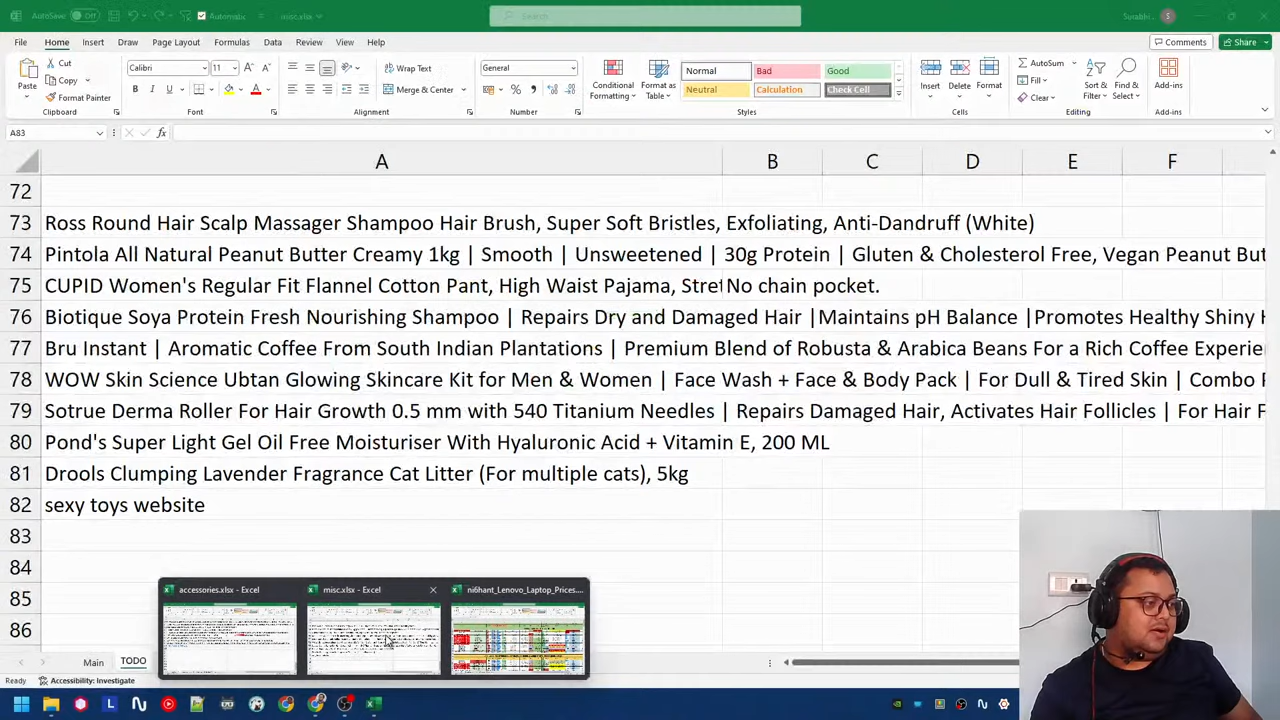 AutoSave Off Automatic misc.xlsx Search Surabhi S
File Home Insert Draw Page Layout Formulas Data Review View Help Comments Share
Paste Cut Copy Format Painter Clipboard
Calibri 11 B I U Font
Wrap Text Merge & Center Alignment
General Number
Conditional Formatting Format as Table Normal Bad Good Neutral Calculation Check Cell Styles
Insert Delete Format Cells
AutoSum Fill Clear Sort & Filter Find & Select Editing
Add-ins Add-ins
A83 fx
A B C D E F
72
73 Ross Round Hair Scalp Massager Shampoo Hair Brush, Super Soft Bristles, Exfoliating, Anti-Dandruff (White)
74 Pintola All Natural Peanut Butter Creamy 1kg | Smooth | Unsweetened | 30g Protein | Gluten & Cholesterol Free, Vegan Peanut But
75 CUPID Women's Regular Fit Flannel Cotton Pant, High Waist Pajama, Stret No chain pocket.
76 Biotique Soya Protein Fresh Nourishing Shampoo | Repairs Dry and Damaged Hair |Maintains pH Balance |Promotes Healthy Shiny H
77 Bru Instant | Aromatic Coffee From South Indian Plantations | Premium Blend of Robusta & Arabica Beans For a Rich Coffee Experie
78 WOW Skin Science Ubtan Glowing Skincare Kit for Men & Women | Face Wash + Face & Body Pack | For Dull & Tired Skin | Combo P
79 Sotrue Derma Roller For Hair Growth 0.5 mm with 540 Titanium Needles | Repairs Damaged Hair, Activates Hair Follicles | For Hair F
80 Pond's Super Light Gel Oil Free Moisturiser With Hyaluronic Acid + Vitamin E, 200 ML
81 Drools Clumping Lavender Fragrance Cat Litter (For multiple cats), 5kg
82 sexy toys website
83
84
85
86
accessories.xlsx - Excel misc.xlsx - Excel ni6hant_Lenovo_Laptop_Prices....
Main TODO
Ready Accessibility: Investigate